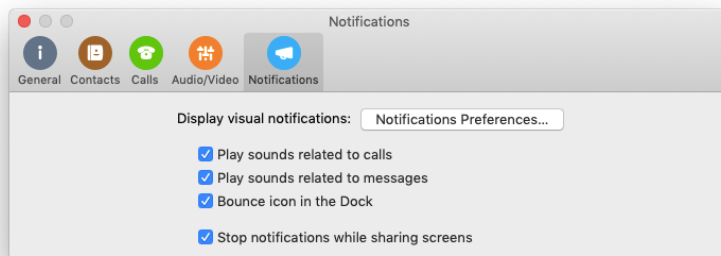 Notifications
General Contacts Calls Audio/Video Notifications
Display visual notifications: Notifications Preferences...
Play sounds related to calls
Play sounds related to messages
Bounce icon in the Dock
Stop notifications while sharing screens